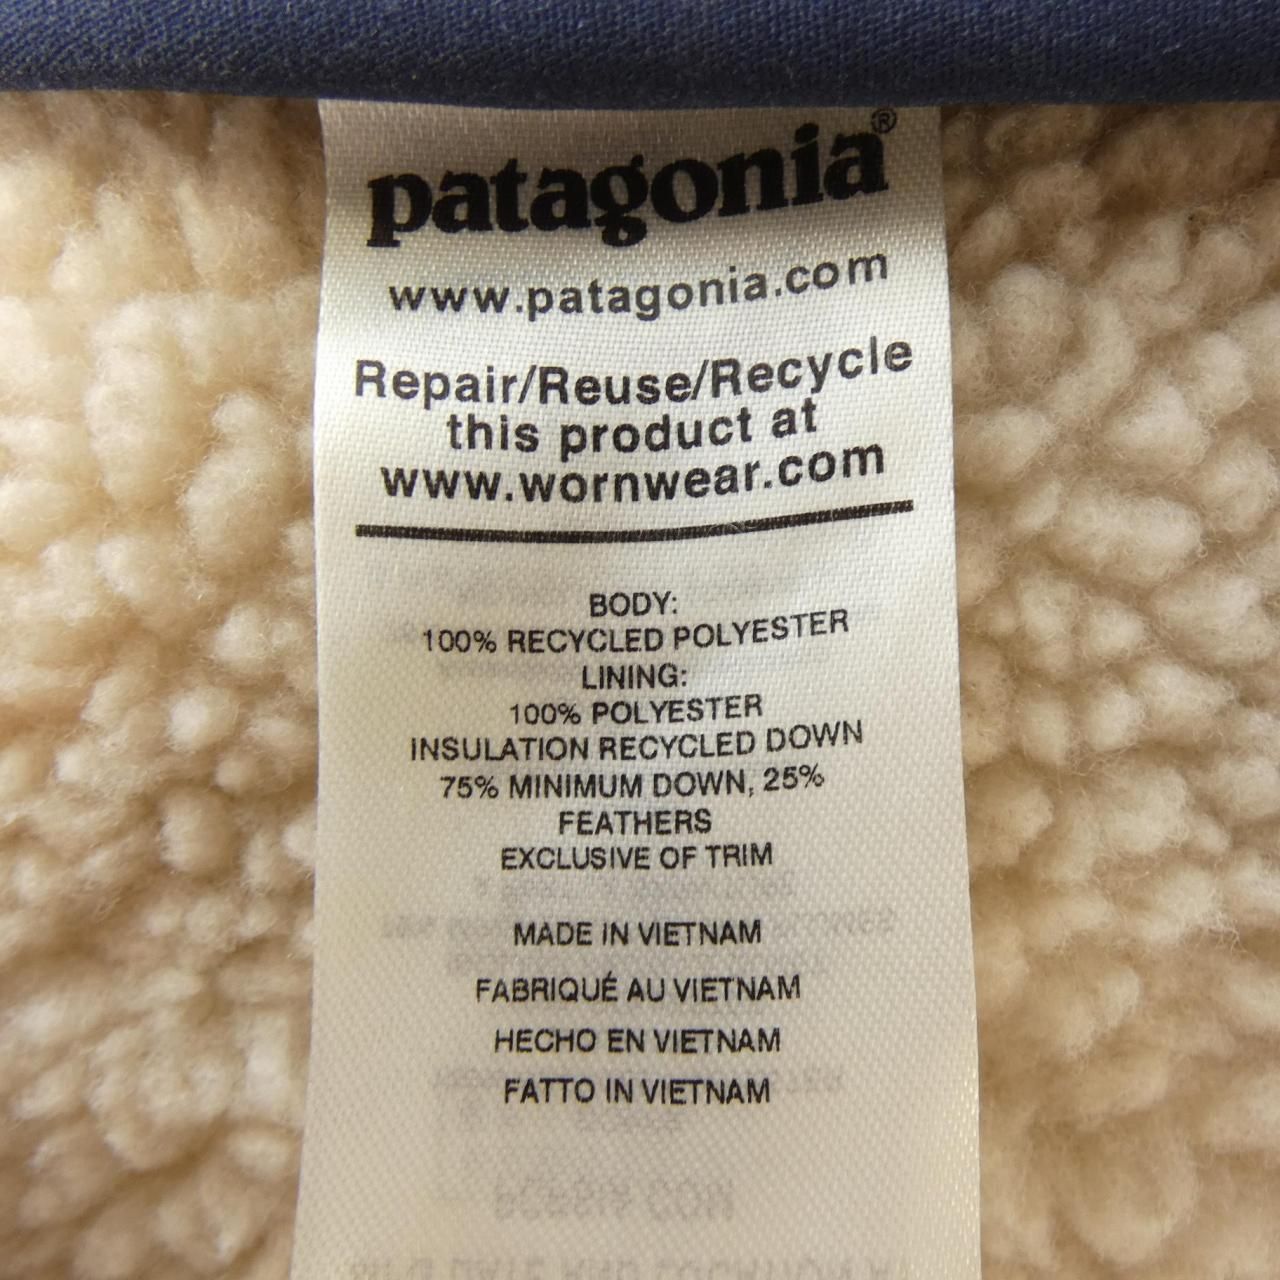 patagonia®
www.patagonia.com
Repair/Reuse/Recycle
this product at
www.wornwear.com
BODY:
100% RECYCLED POLYESTER
LINING:
100% POLYESTER
INSULATION RECYCLED DOWN
75% MINIMUM DOWN, 25%
FEATHERS
EXCLUSIVE OF TRIM
MADE IN VIETNAM
FABRIQUÉ AU VIETNAM
HECHO EN VIETNAM
FATTO IN VIETNAM